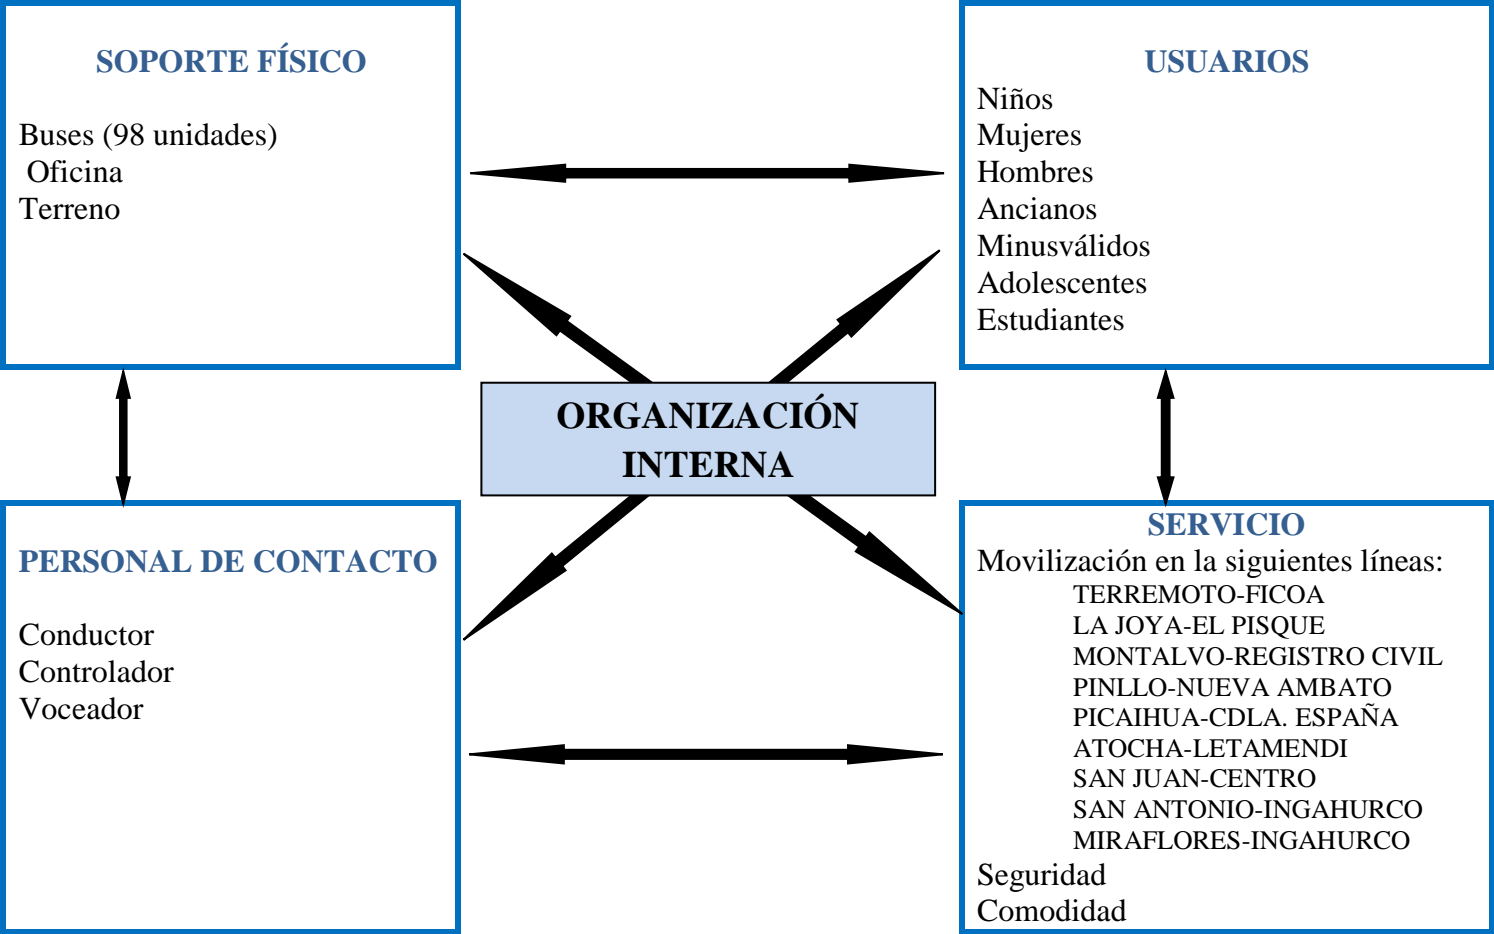 SOPORTE FÍSICO
Buses (98 unidades)
Oficina
Terreno
USUARIOS
Niños
Mujeres
Hombres
Ancianos
Minusválidos
Adolescentes
Estudiantes
ORGANIZACIÓN
INTERNA
PERSONAL DE CONTACTO
Conductor
Controlador
Voceador
SERVICIO
Movilización en la siguientes líneas:
TERREMOTO-FICOA
LA JOYA-EL PISQUE
MONTALVO-REGISTRO CIVIL
PINLLO-NUEVA AMBATO
PICAIHUA-CDLA. ESPAÑA
ATOCHA-LETAMENDI
SAN JUAN-CENTRO
SAN ANTONIO-INGAHURCO
MIRAFLORES-INGAHURCO
Seguridad
Comodidad